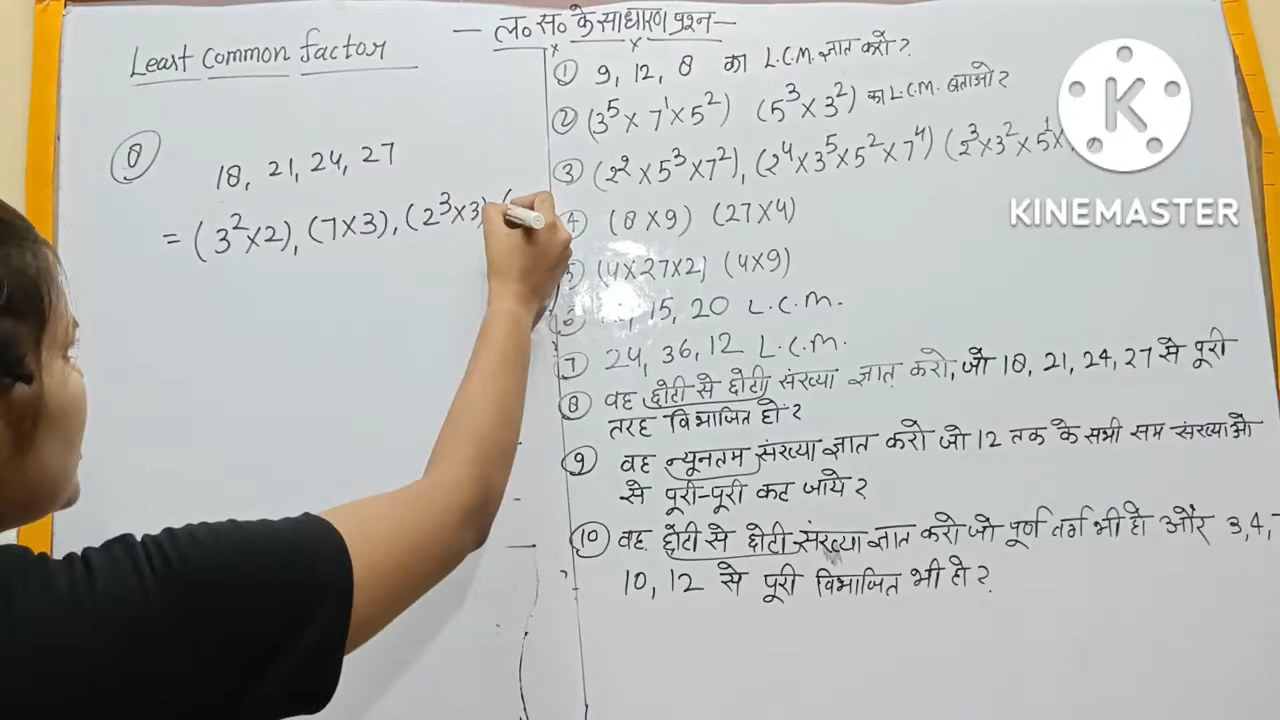 — ल० स० के साधारण प्रश्न —
Least common factor
⑧ 18, 21, 24, 27
= (3²×2), (7×3), (2³×3), (
① 9, 12, 8 का L.C.M. ज्ञात करो?
② (3⁵ × 7¹ × 5²) (5³ × 3²) का L.C.M. बताओ?
③ (2² × 5³ × 7²), (2⁴ × 3⁵ × 5² × 7⁴) (2³ × 3² × 5¹ ×
④ (8 × 9) (27 × 4)
⑤ (4 × 27 × 2) (4 × 9)
⑥ , 15, 20 L.C.M.
⑦ 24, 36, 12 L.C.M.
⑧ वह छोटी से छोटी संख्या ज्ञात करो, जो 18, 21, 24, 27 से पूरी
तरह विभाजित हो?
⑨ वह न्यूनतम संख्या ज्ञात करो जो 12 तक के सभी सम संख्याओ
से पूरी-पूरी कट जाये?
⑩ वह छोटी से छोटी संख्या ज्ञात करो जो पूर्ण वर्ग भी हो और 3, 4,
10, 12 से पूरी विभाजित भी हो?
K
KINEMASTER